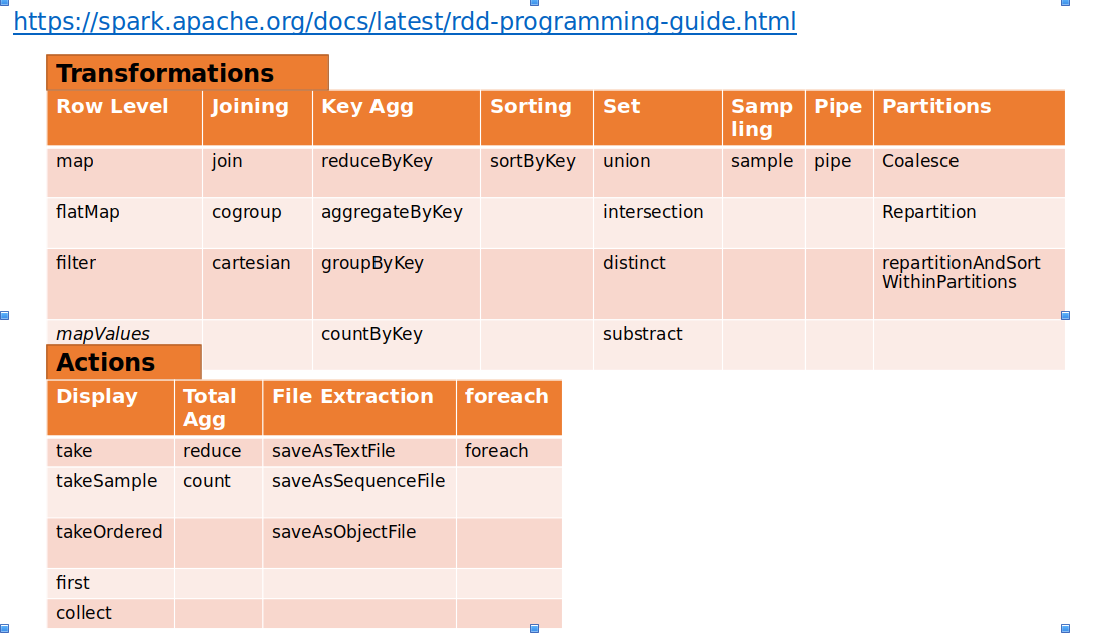 https://spark.apache.org/docs/latest/rdd-programming-guide.html
Transformations
Row Level Joining Key Agg Sorting Set Samp Pipe Partitions
ling
map join reduceByKey sortByKey union sample pipe Coalesce
flatMap cogroup aggregateByKey intersection Repartition
filter cartesian groupByKey distinct repartitionAndSort
WithinPartitions
mapValues countByKey substract
Actions
Display Total File Extraction foreach
Agg
take reduce saveAsTextFile foreach
takeSample count saveAsSequenceFile
takeOrdered saveAsObjectFile
first
collect